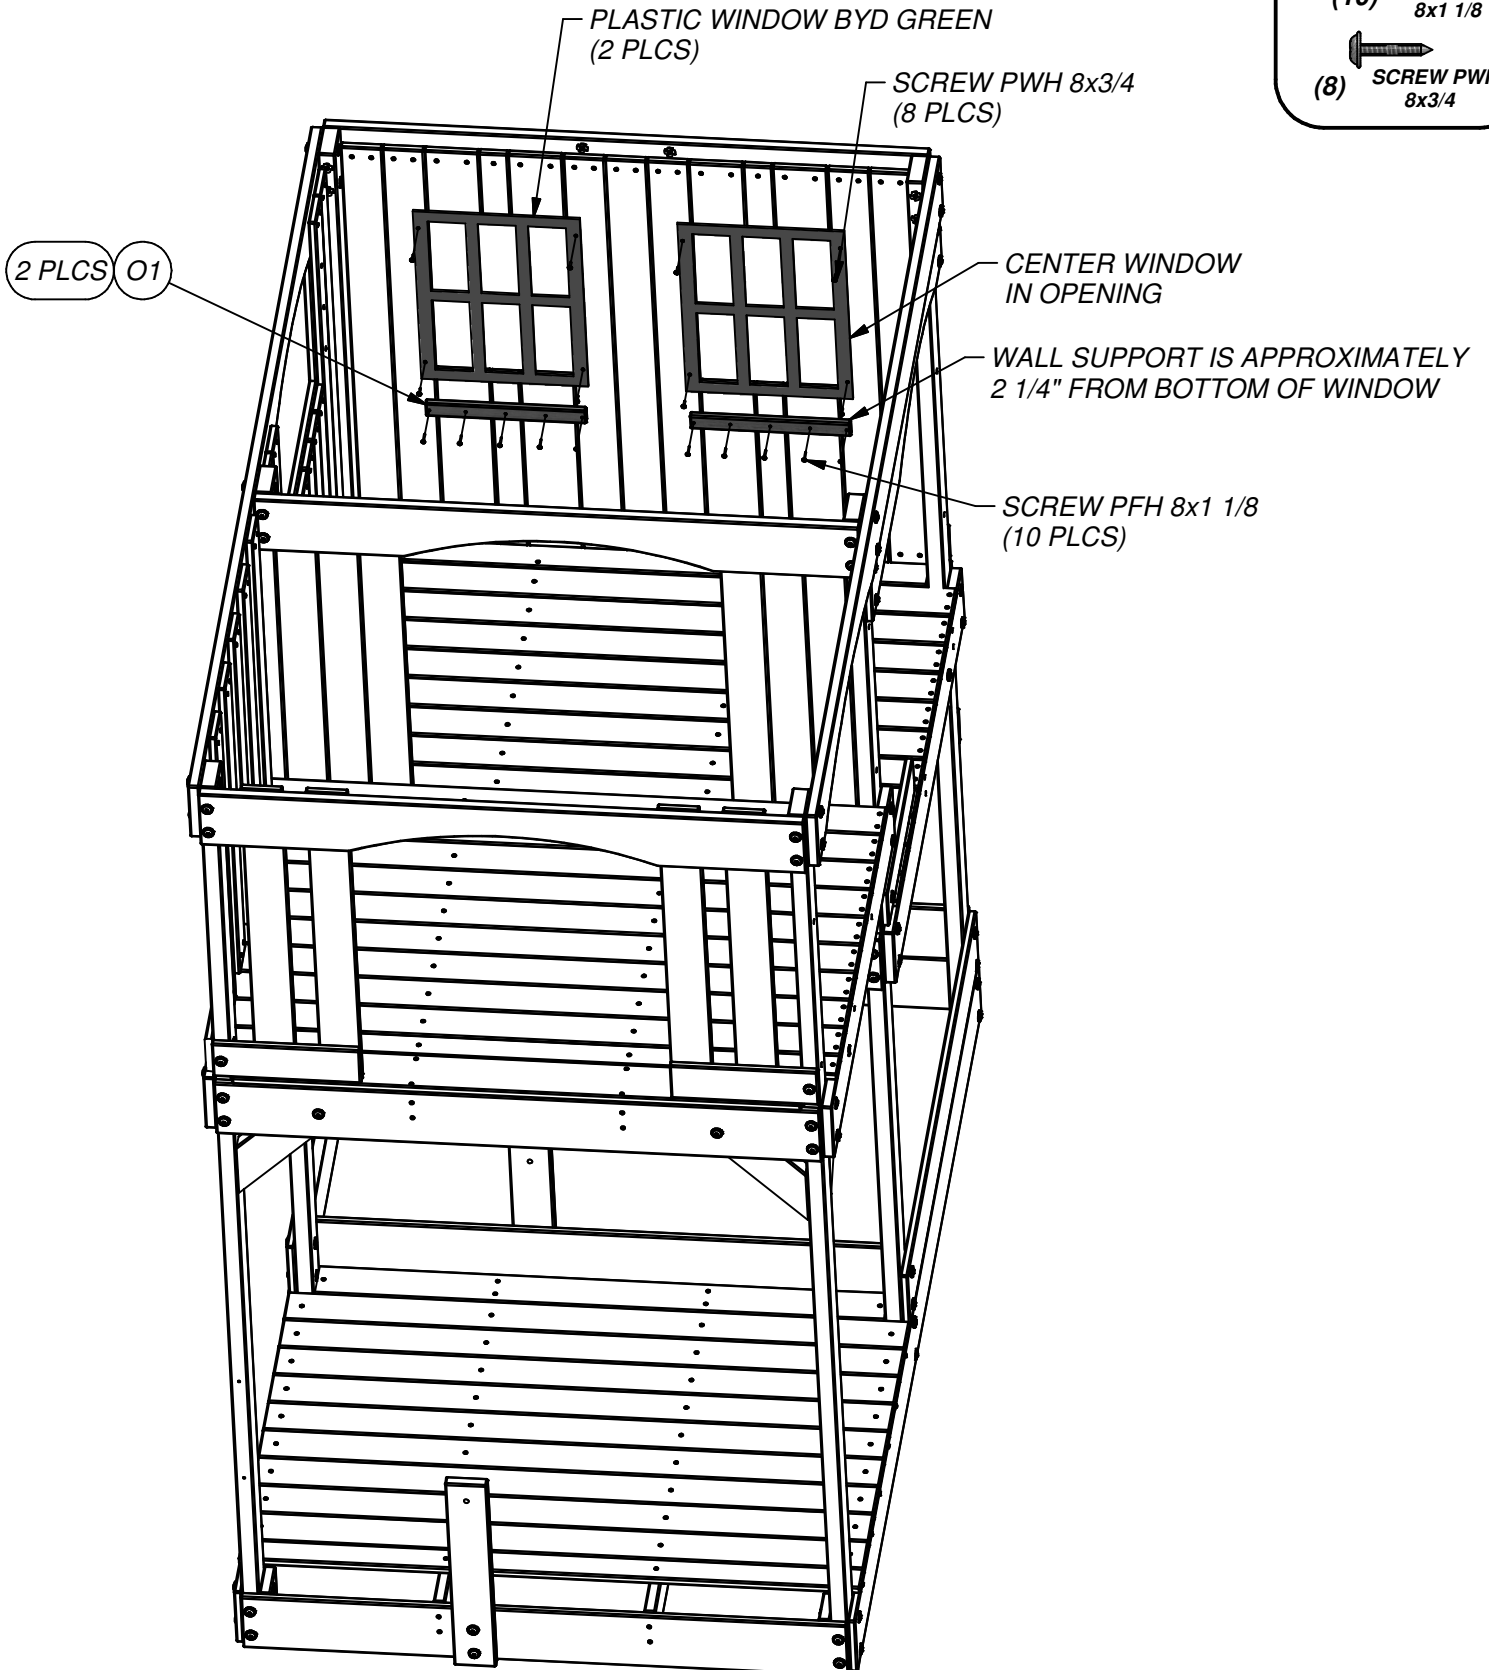 PLASTIC WINDOW BYD GREEN
(2 PLCS)
SCREW PWH 8x3/4
(8 PLCS)
8x1 1/8
(8) SCREW
8x3/4
2 PLCS O1
CENTER WINDOW
IN OPENING
WALL SUPPORT IS APPROXIMATELY
2 1/4" FROM BOTTOM OF WINDOW
SCREW PFH 8x1 1/8
(10 PLCS)